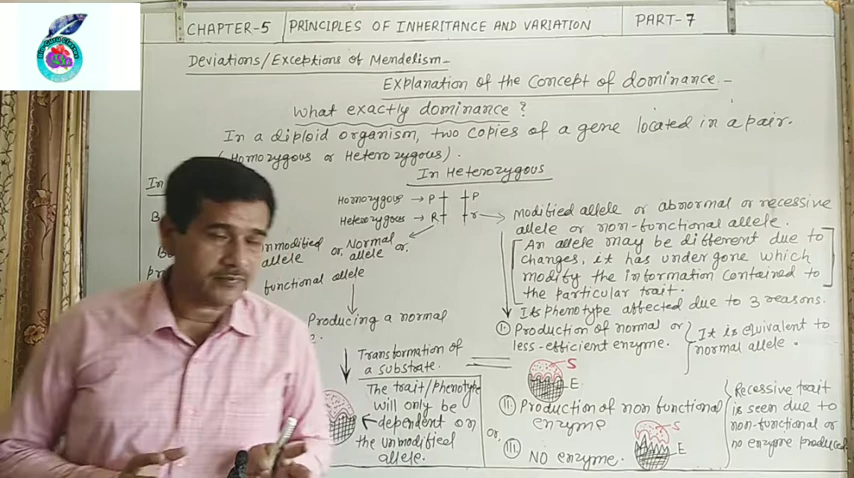 CHAPTER-5 PRINCIPLES OF INHERITANCE AND VARIATION PART-7
Deviations/Exceptions of Mendelism-
Explanation of the Concept of dominance-
What exactly dominance?
In a diploid organism, two copies of a gene located in a pair.
(Homozygous or Heterozygous).
In
In Heterozygous
Homozygous → P P
Heterozygous → R r
unmodified allele or, Normal allele or,
functional allele
Producing a normal
Transformation of
a substrate.
The trait/phenotype
will only be
dependent on
the unmodified
allele.
Modified allele or abnormal or recessive
allele or non-functional allele.
[An allele may be different due to
changes, it has under gone which
modify the information contained to
the particular trait.]
Its phenotype affected due to 3 reasons.
I. Production of normal or
less-efficient enzyme.
It is equivalent to
normal allele.
S
E
II. Production of non functional
enzyme
or,
III. NO enzyme.
S
E
Recessive trait
is seen due to
non-functional or
no enzyme produced.